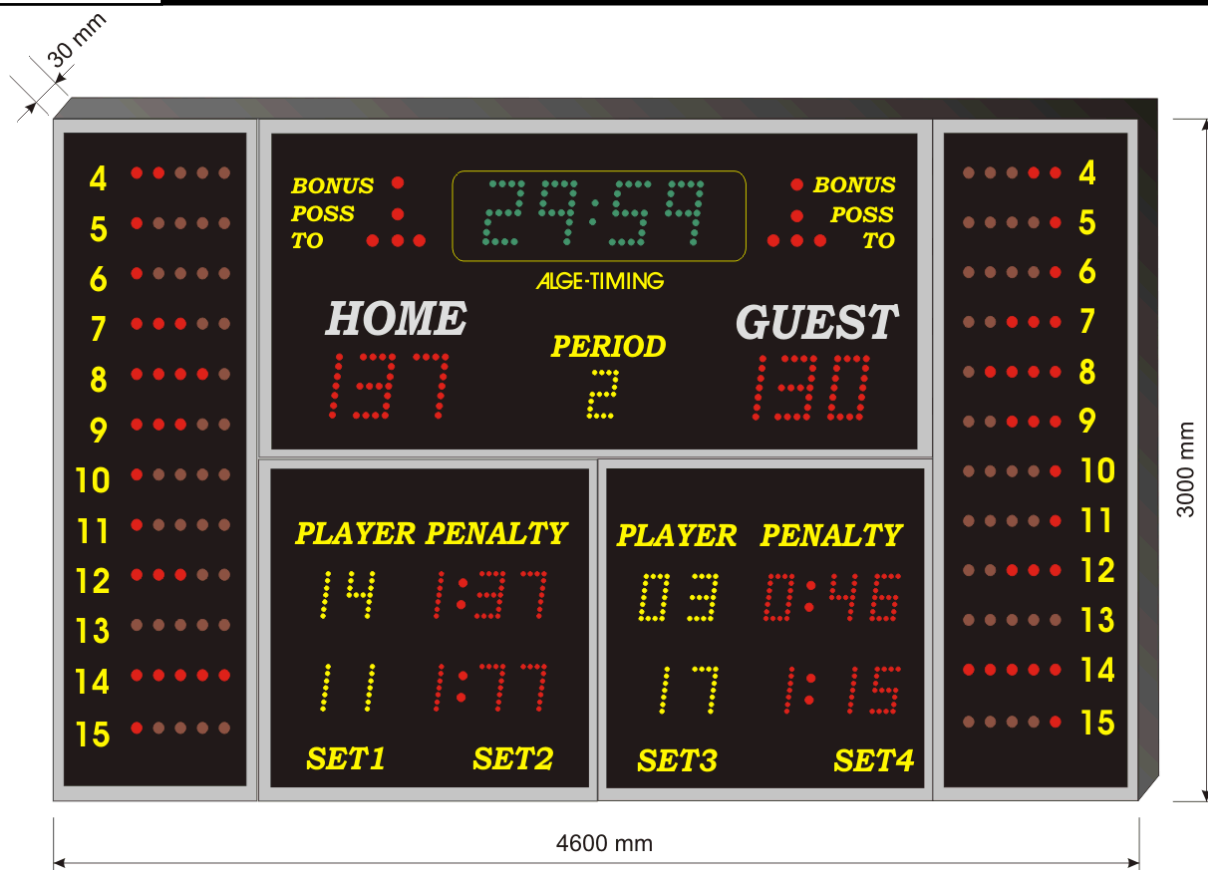 30 mm
4
5
6
7
8
9
10
11
12
13
14
15
BONUS
POSS
TO
29:59
BONUS
POSS
TO
ALGE-TIMING
HOME
GUEST
PERIOD
137
2
130
PLAYER PENALTY
14 1:37
11 1:77
SET1 SET2
PLAYER PENALTY
03 0:46
17 1:15
SET3 SET4
4
5
6
7
8
9
10
11
12
13
14
15
3000 mm
4600 mm